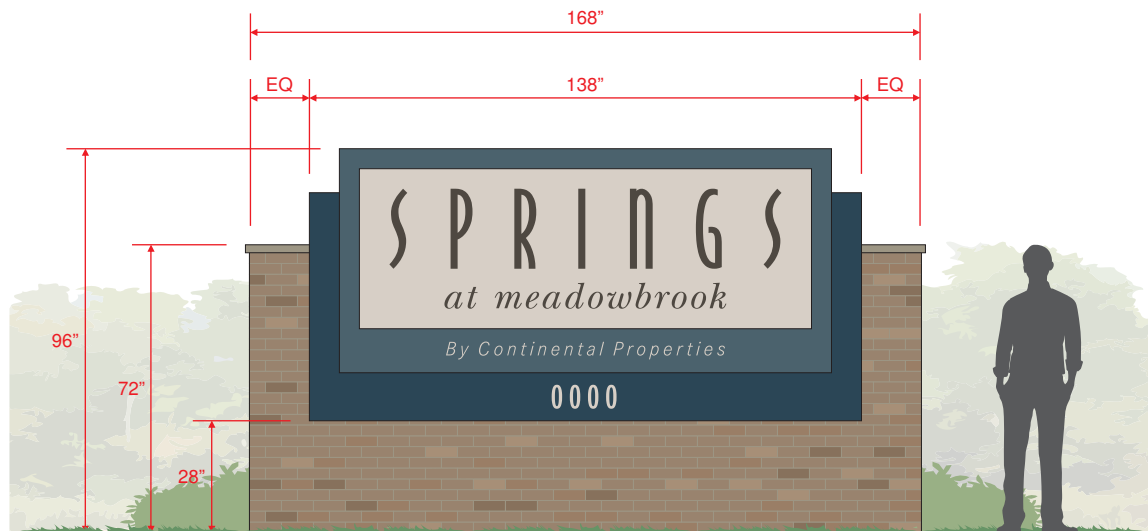 168”
EQ
138”
EQ
SPRINGS
at meadowbrook
By Continental Properties
0000
96”
72”
28”